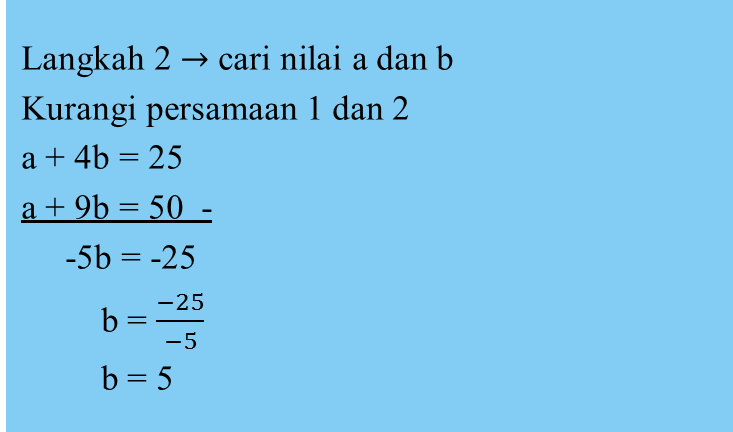 Langkah 2 → cari nilai a dan b
Kurangi persamaan 1 dan 2
a + 4b = 25
a + 9b = 50 -
-5b = -25
b = −25/−5
b = 5